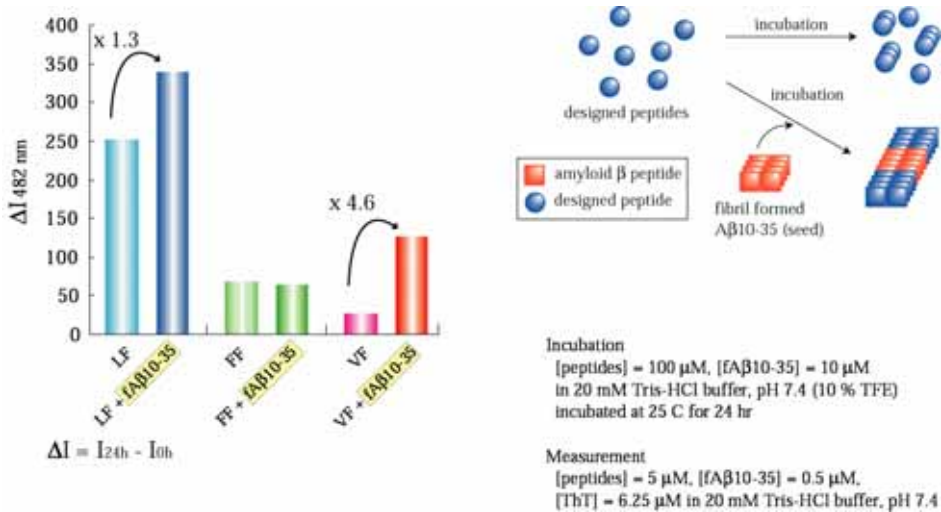 400
350
300
250
200
150
100
50
0
ΔI 482 nm
x 1.3
x 4.6
LF
LF + fAβ10-35
FF
FF + fAβ10-35
VF
VF + fAβ10-35
ΔI = I24h - I0h
designed peptides
incubation
incubation
amyloid β peptide
designed peptide
fibril formed
Aβ10-35 (seed)
Incubation
[peptides] = 100 μM, [fAβ10-35] = 10 μM
in 20 mM Tris-HCl buffer, pH 7.4 (10 % TFE)
incubated at 25 C for 24 hr
Measurement
[peptides] = 5 μM, [fAβ10-35] = 0.5 μM,
[ThT] = 6.25 μM in 20 mM Tris-HCl buffer, pH 7.4